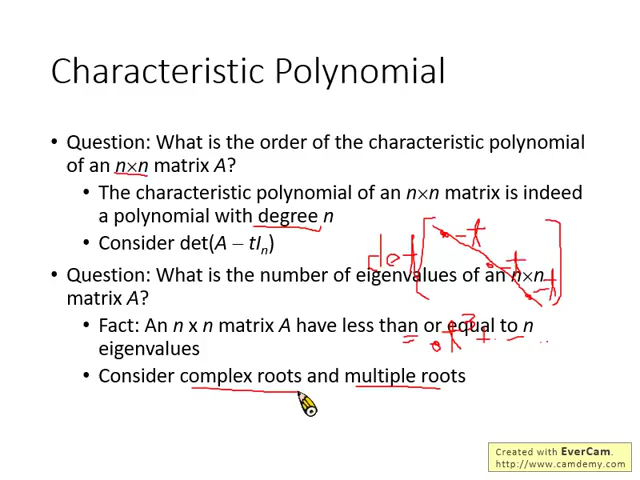 Characteristic Polynomial
• Question: What is the order of the characteristic polynomial
of an n×n matrix A?
• The characteristic polynomial of an n×n matrix is indeed
a polynomial with degree n
• Consider det(A − tIₙ)
det
-t
-t
-t
• Question: What is the number of eigenvalues of an n×n
matrix A?
• Fact: An n x n matrix A have less than or equal to n
eigenvalues
= t³+ ....
• Consider complex roots and multiple roots
Created with EverCam.
http://www.camdemy.com